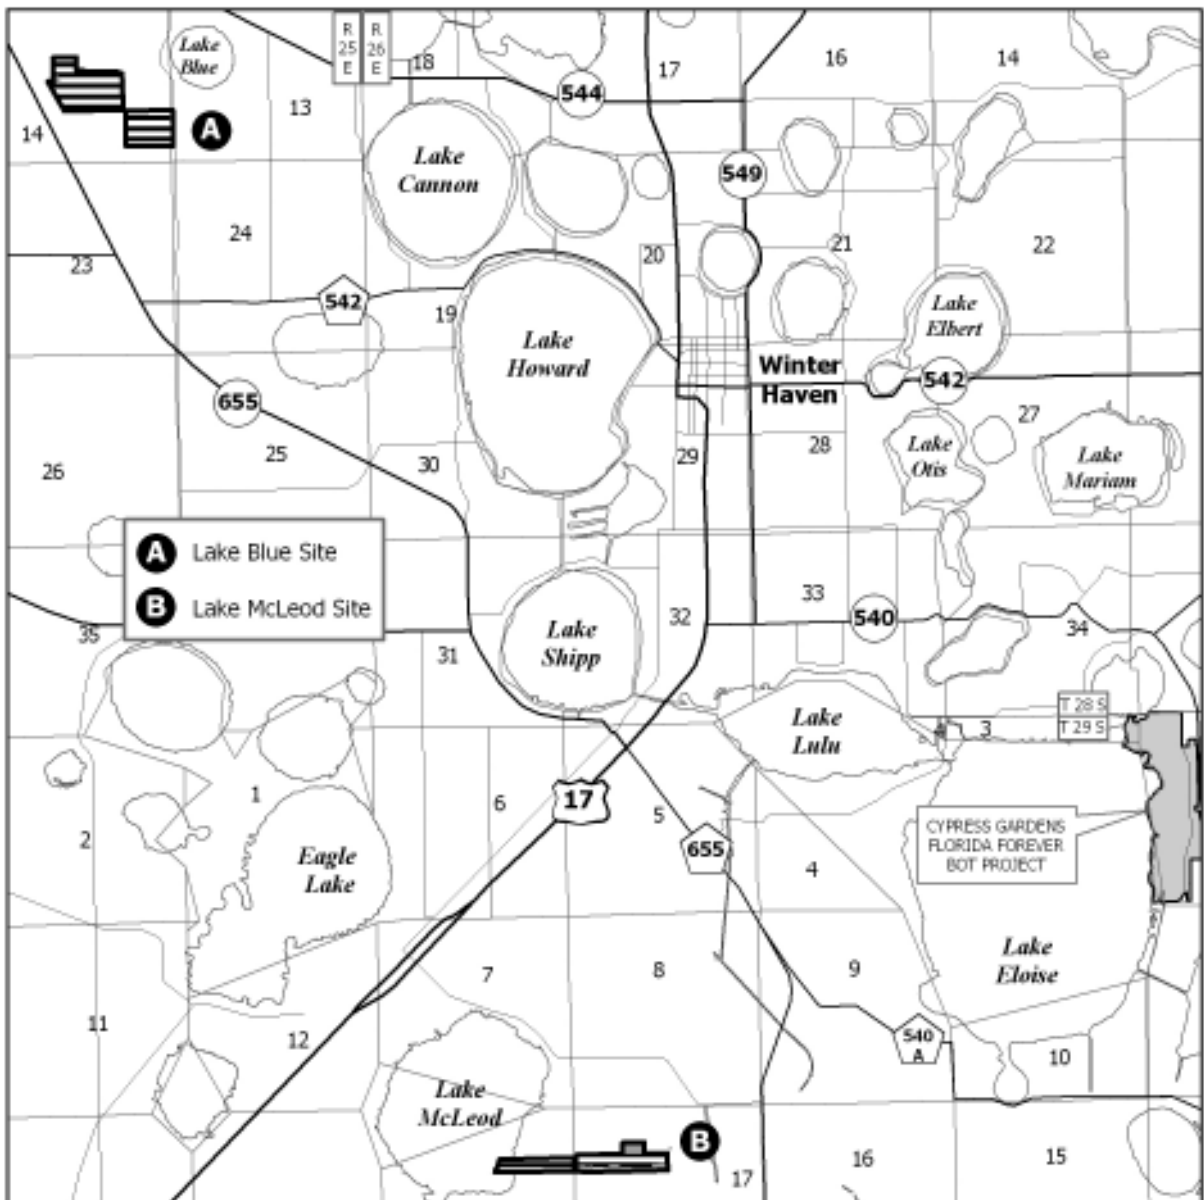 R
25
E
R
26
E
Lake
Blue
18
17
16
14
544
13
14
A
Lake
Cannon
549
24
23
20
21
22
542
19
Lake
Howard
Lake
Elbert
Winter
Haven
542
655
27
26
25
30
29
28
Lake
Otis
Lake
Mariam
A Lake Blue Site
B Lake McLeod Site
33
32
540
34
35
31
Lake
Shipp
T 28 S
T 29 S
Lake
Lulu
4
3
1
6
17
5
2
655
4
CYPRESS GARDENS
FLORIDA FOREVER
BOT PROJECT
Eagle
Lake
7
8
9
Lake
Eloise
11
12
540
A
10
Lake
McLeod
B
17
16
15